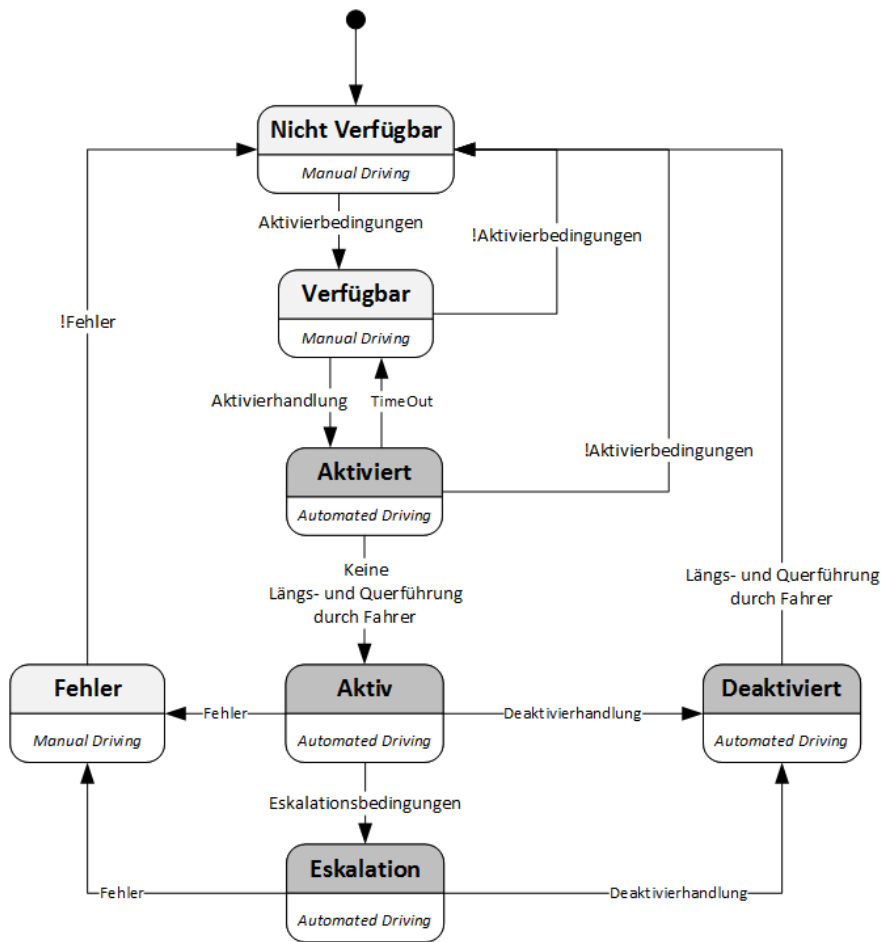 Nicht Verfügbar
Manual Driving
Aktivierbedingungen
!Aktivierbedingungen
Verfügbar
Manual Driving
!Fehler
Aktivierhandlung
TimeOut
!Aktivierbedingungen
Aktiviert
Automated Driving
Keine
Längs- und Querführung
durch Fahrer
Längs- und Querführung
durch Fahrer
Fehler
Manual Driving
Fehler
Aktiv
Automated Driving
Deaktivierhandlung
Deaktiviert
Automated Driving
Eskalationsbedingungen
Fehler
Eskalation
Automated Driving
Deaktivierhandlung